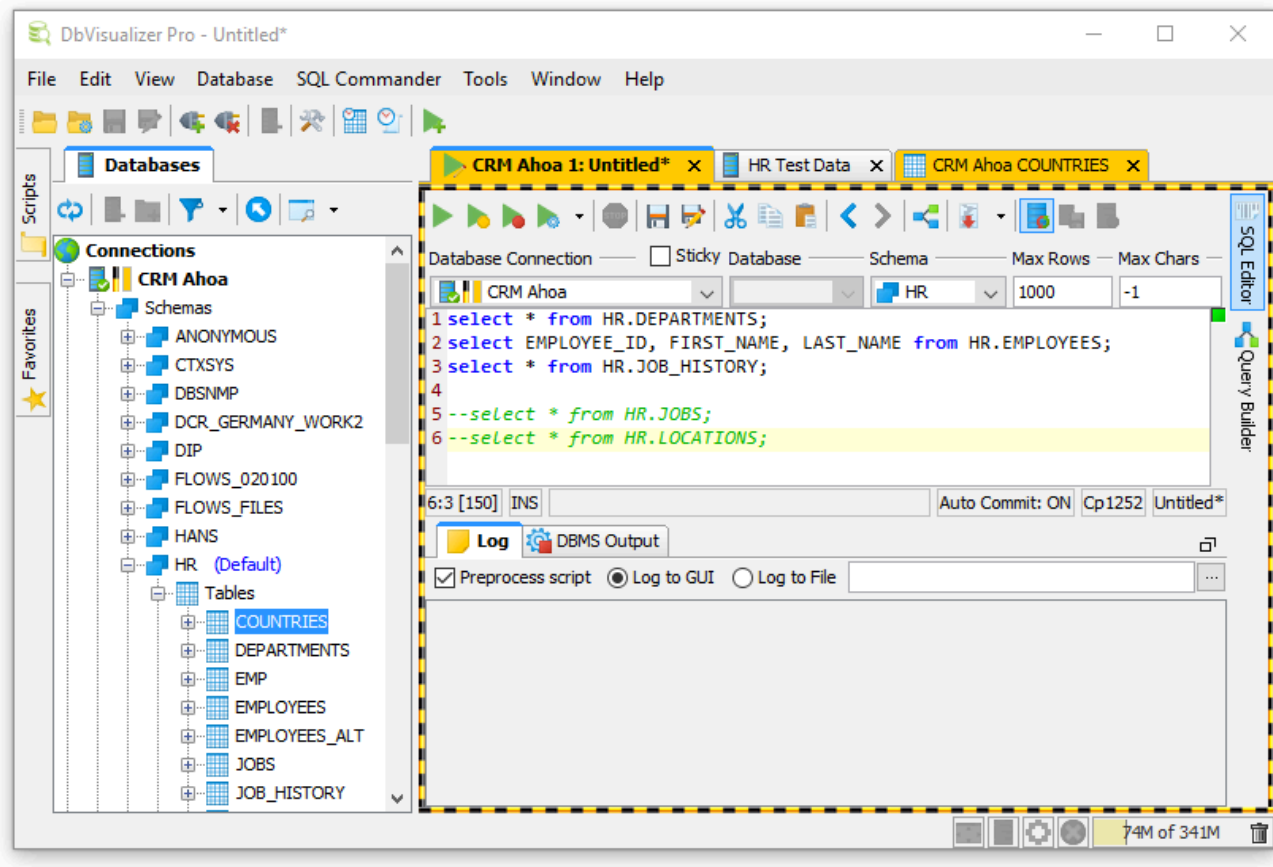 DbVisualizer Pro - Untitled*
File Edit View Database SQL Commander Tools Window Help
Scripts
Favorites
Databases
Connections
CRM Ahoa
Schemas
ANONYMOUS
CTXSYS
DBSNMP
DCR_GERMANY_WORK2
DIP
FLOWS_020100
FLOWS_FILES
HANS
HR (Default)
Tables
COUNTRIES
DEPARTMENTS
EMP
EMPLOYEES
EMPLOYEES_ALT
JOBS
JOB_HISTORY
CRM Ahoa 1: Untitled* HR Test Data CRM Ahoa COUNTRIES
Database Connection Sticky Database Schema Max Rows Max Chars
CRM Ahoa HR 1000 -1
1 select * from HR.DEPARTMENTS;
2 select EMPLOYEE_ID, FIRST_NAME, LAST_NAME from HR.EMPLOYEES;
3 select * from HR.JOB_HISTORY;
4
5 --select * from HR.JOBS;
6 --select * from HR.LOCATIONS;
6:3 [150] INS Auto Commit: ON Cp1252 Untitled*
Log DBMS Output
Preprocess script Log to GUI Log to File ...
SQL Editor
Query Builder
74M of 341M